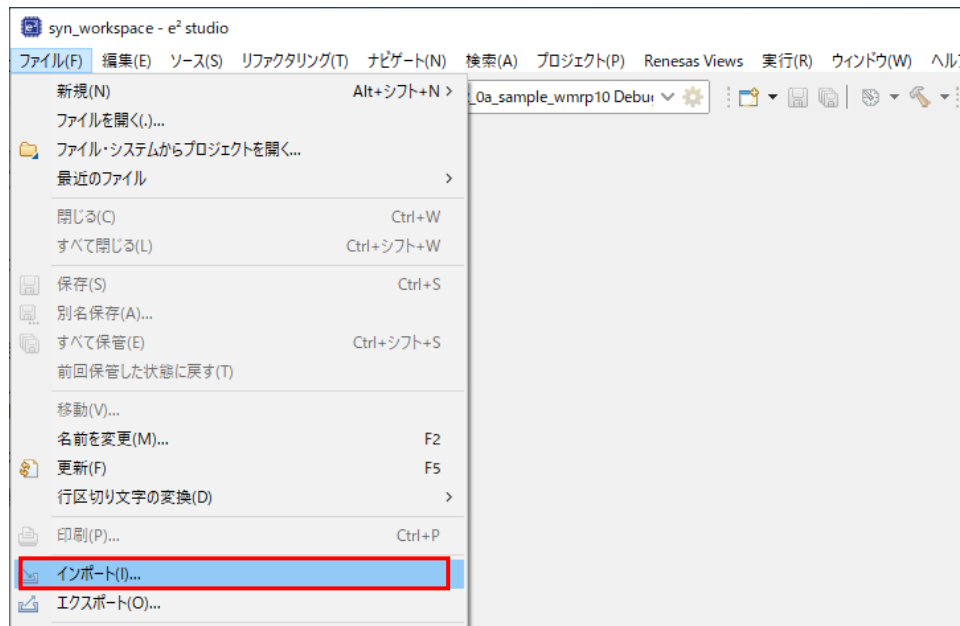 syn_workspace - e² studio
ファイル(F) 編集(E) ソース(S) リファクタリング(T) ナビゲート(N) 検索(A) プロジェクト(P) Renesas Views 実行(R) ウィンドウ(W)
新規(N) Alt+シフト+N >
_0a_sample_wmrp10
ファイルを開く(.)...
ファイル・システムからプロジェクトを開く...
最近のファイル >
閉じる(C) Ctrl+W
すべて閉じる(L) Ctrl+シフト+W
保存(S) Ctrl+S
別名保存(A)...
すべて保管(E) Ctrl+シフト+S
前回保管した状態に戻す(T)
移動(V)...
名前を変更(M)... F2
更新(F) F5
行区切り文字の変換(D) >
印刷(P)... Ctrl+P
インポート(I)...
エクスポート(O)...